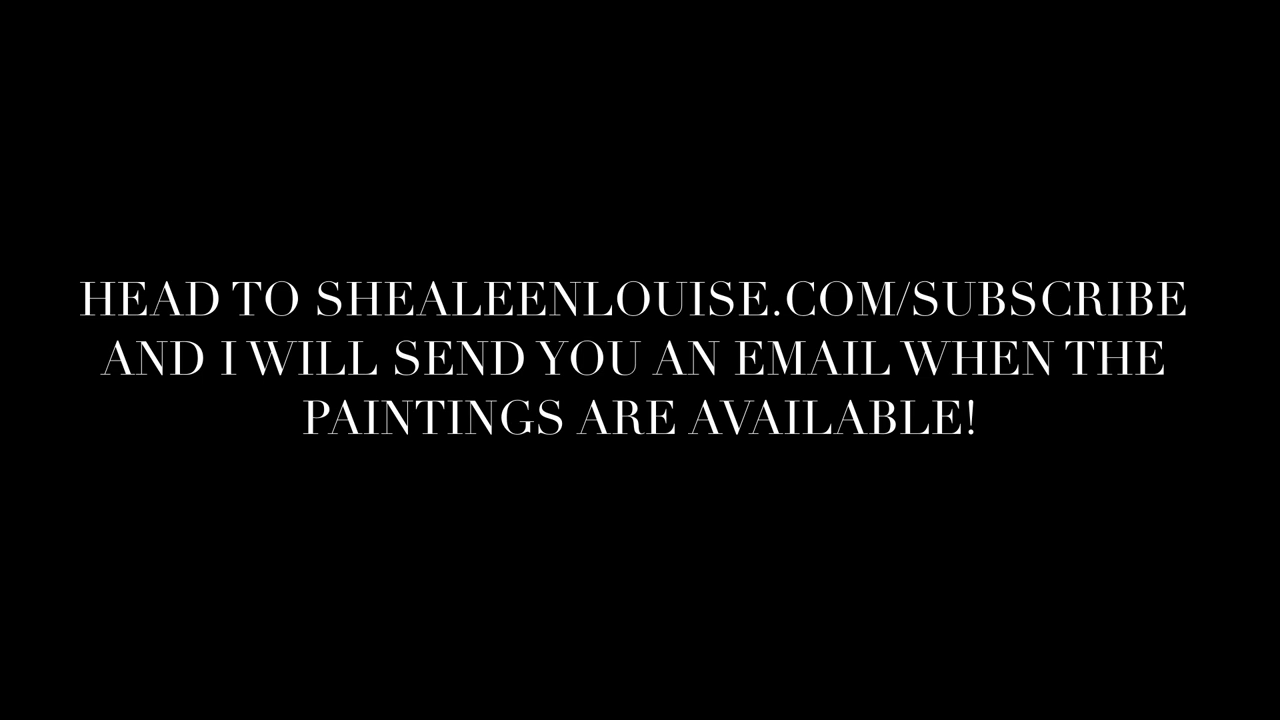 HEAD TO SHEALEENLOUISE.COM/SUBSCRIBE
AND I WILL SEND YOU AN EMAIL WHEN THE
PAINTINGS ARE AVAILABLE!